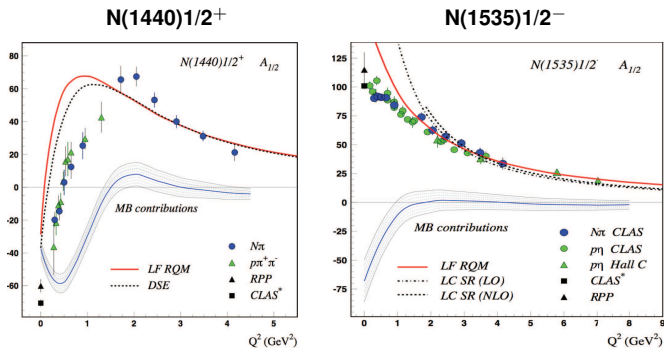 N(1440)1/2⁺
N(1535)1/2⁻
N(1440)1/2⁺ A₁/₂
80
60
40
20
0
-20
-40
-60
MB contributions
Nπ
pπ⁺π⁻
RPP
CLAS*
LF RQM
DSE
0 1 2 3 4 5
Q² (GeV²)
N(1535)1/2⁻ A₁/₂
125
100
75
50
25
0
-25
-50
-75
MB contributions
LF RQM
LC SR (LO)
LC SR (NLO)
Nπ CLAS
pη CLAS
pη Hall C
CLAS*
RPP
0 1 2 3 4 5 6 7 8 9
Q² (GeV²)